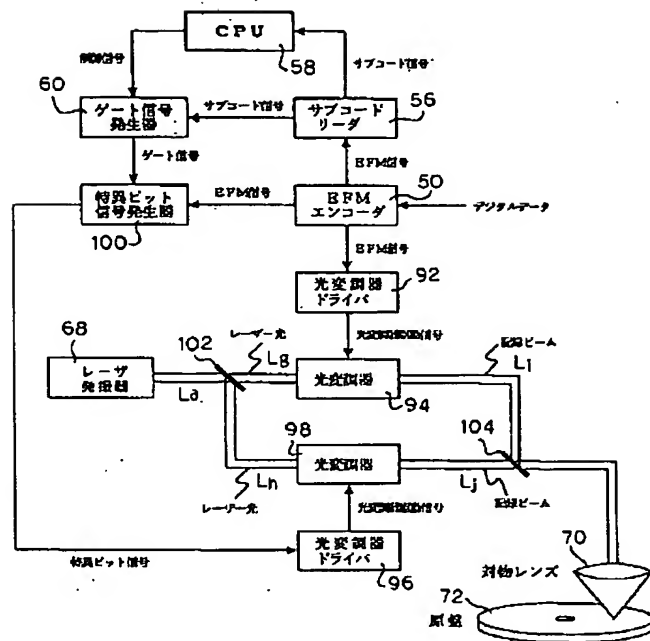 CPU
58
サブコード信号
制御信号
60
ゲート信号
発生器
サブコード信号
サブコード
リーダ
56
ゲート信号
EFM信号
特異ピット
信号発生器
100
EFM信号
EFM
エンコーダ
50
デジタルデータ
EFM信号
光変調器
ドライバ
92
68
レーザ
発振器
La
102
レーザー光
Lg
光変調器
94
記録ビーム
Li
98
光変調器
104
Lh
レーザー光
Lj
記録ビーム
特異ピット信号
光変調器
ドライバ
96
70
対物レンズ
72
原盤